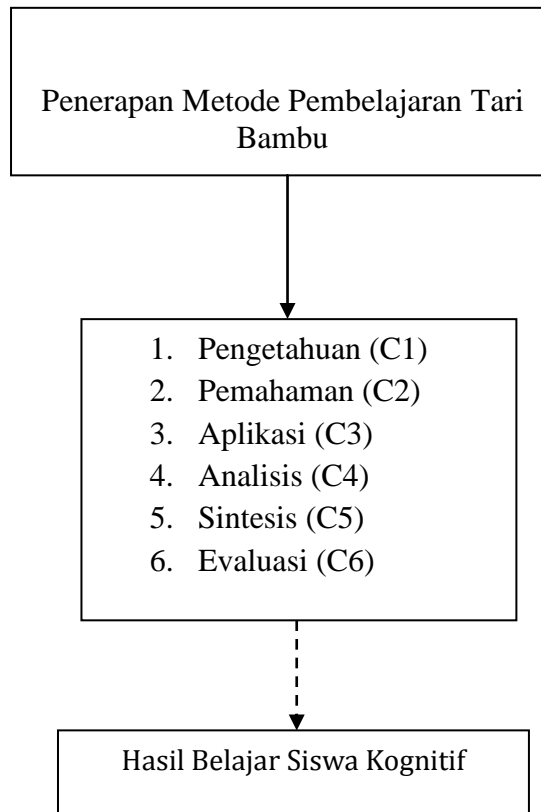 Penerapan Metode Pembelajaran Tari
Bambu
1. Pengetahuan (C1)
2. Pemahaman (C2)
3. Aplikasi (C3)
4. Analisis (C4)
5. Sintesis (C5)
6. Evaluasi (C6)
Hasil Belajar Siswa Kognitif